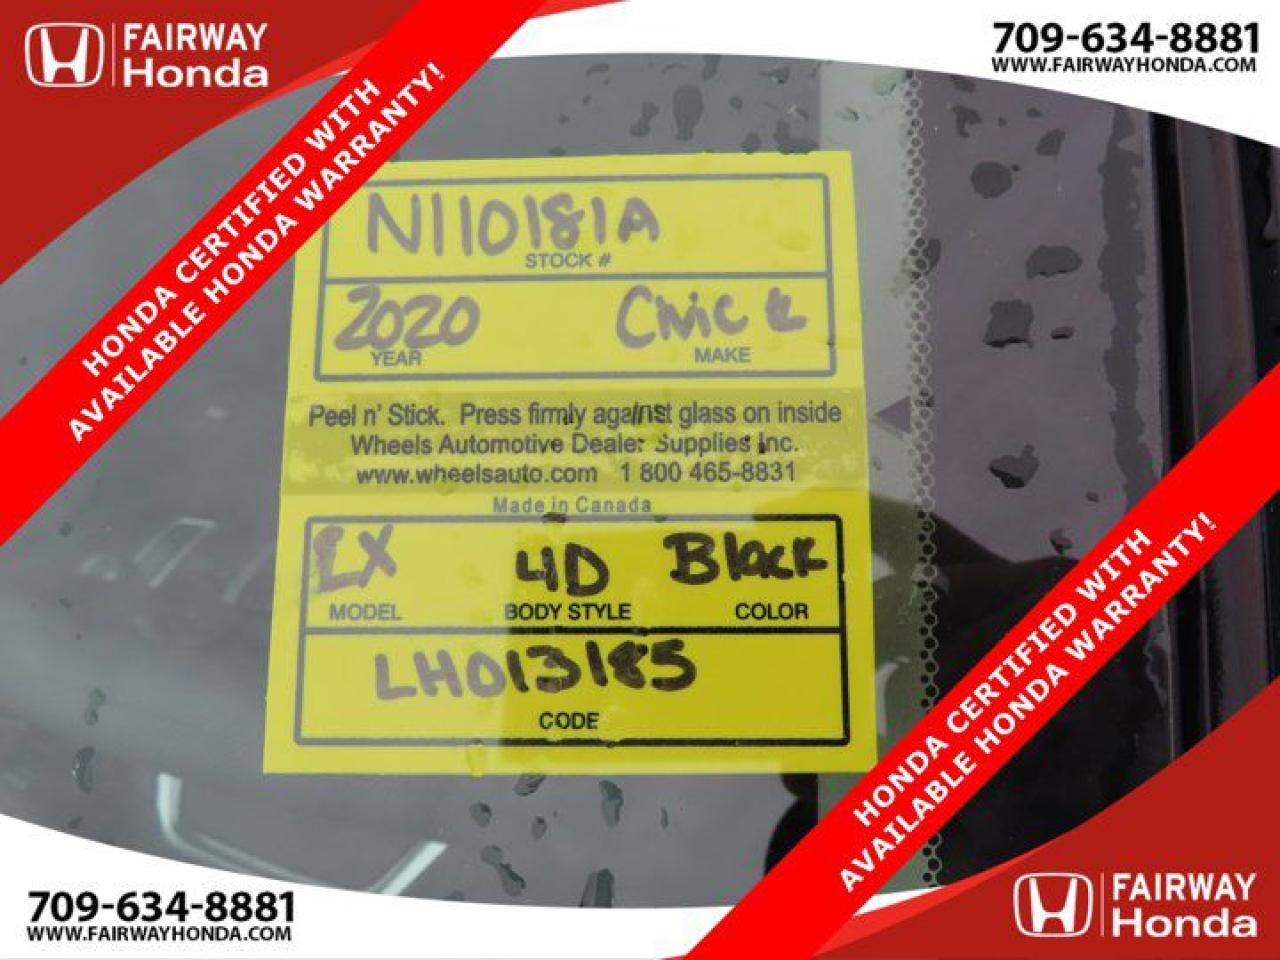 FAIRWAY
Honda
709-634-8881
WWW.FAIRWAYHONDA.COM
HONDA CERTIFIED WITH
AVAILABLE HONDA WARRANTY!
N110181A
STOCK #
2020 Civic
YEAR MAKE
Peel n' Stick. Press firmly against glass on inside
Wheels Automotive Dealer Supplies Inc.
www.wheelsauto.com 1 800 465-8831
Made in Canada
LX 4D Black
MODEL BODY STYLE COLOR
LH013185
CODE
HONDA CERTIFIED WITH
AVAILABLE HONDA WARRANTY!
709-634-8881
WWW.FAIRWAYHONDA.COM
FAIRWAY
Honda